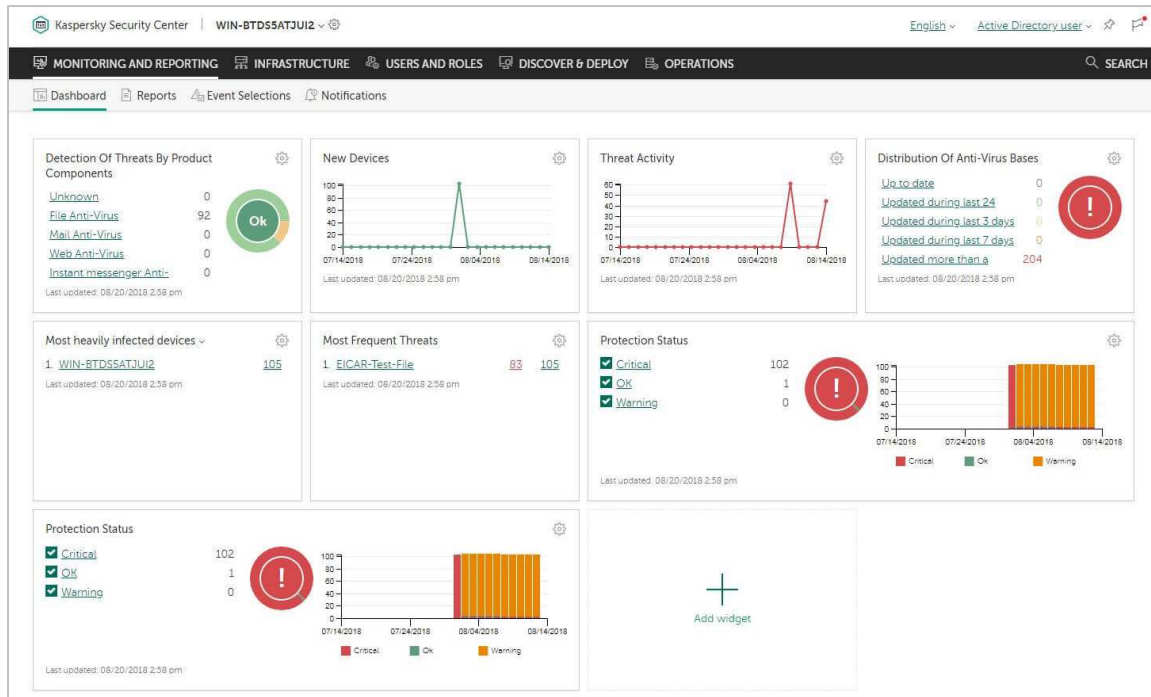 Kaspersky Security Center
WIN-BTDS5ATJUI2
English
Active Directory user
MONITORING AND REPORTING
INFRASTRUCTURE
USERS AND ROLES
DISCOVER & DEPLOY
OPERATIONS
SEARCH
Dashboard
Reports
Event Selections
Notifications
Detection Of Threats By Product
Components
Unknown 0
File Anti-Virus 92
Mail Anti-Virus 0
Web Anti-Virus 0
Instant messenger Anti- 0
Ok
Last updated: 08/20/2018 2:58 pm
New Devices
100
80
60
40
20
0
07/14/2018 07/24/2018 08/04/2018 08/14/2018
Last updated: 08/20/2018 2:58 pm
Threat Activity
60
50
40
30
20
10
0
07/14/2018 07/24/2018 08/04/2018 08/14/2018
Last updated: 08/20/2018 2:58 pm
Distribution Of Anti-Virus Bases
Up to date 0
Updated during last 24 0
Updated during last 3 days 0
Updated during last 7 days 0
Updated more than a 204
!
Last updated: 08/20/2018 2:58 pm
Most heavily infected devices
1. WIN-BTDS5ATJUI2 105
Last updated: 08/20/2018 2:58 pm
Most Frequent Threats
1. EICAR-Test-File 83 105
Last updated: 08/20/2018 2:58 pm
Protection Status
Critical 102
OK 1
Warning 0
!
100
80
60
40
20
0
07/14/2018 07/24/2018 08/04/2018 08/14/2018
Critical Ok Warning
Last updated: 08/20/2018 2:58 pm
Protection Status
Critical 102
OK 1
Warning 0
!
100
80
60
40
20
0
07/14/2018 07/24/2018 08/04/2018 08/14/2018
Critical Ok Warning
Last updated: 08/20/2018 2:58 pm
Add widget